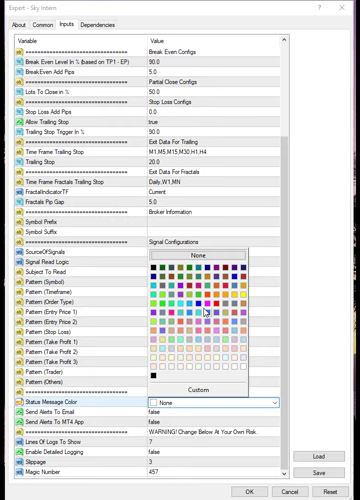 Expert - Sky Intern
? ×
About Common Inputs Dependencies
Variable Value
================================ Break Even Configs
Break Even Level In % (based on TP1 - EP) 90.0
BreakEven Add Pips 5.0
================================ Partial Close Configs
Lots To Close in % 50.0
================================ Stop Loss Configs
Stop Loss Add Pips 0.0
Allow Trailing Stop true
Trailing Stop Trigger In % 90.0
================================ Exit Data For Trailing
Time Frame Trailing Stop M1,M5,M15,M30,H1,H4
Trailing Stop 20.0
================================ Exit Data For Fractals
Time Frame Fractals Trailing Stop Daily,W1,MN
FractalIndicatorTF Current
Fractals Pip Gap 5.0
================================ Broker Information
Symbol Prefix
Symbol Suffix
================================ Signal Configurations
SourceOfSignals
Signal Read Logic
Subject To Read
Pattern (Symbol)
Pattern (Timeframe)
Pattern (Order Type)
Pattern (Entry Price 1)
Pattern (Entry Price 2)
Pattern (Stop Loss)
Pattern (Take Profit 1)
Pattern (Take Profit 2)
Pattern (Take Profit 3)
Pattern (Trader)
Pattern (Others)
================================
None
Custom
Status Message Color None
Send Alerts To Email false
Send Alerts To MT4 App false
================================ WARNING! Change Below At Your Own Risk.
Lines Of Logs To Show 7
Enable Detailed Logging false
Slippage 3
Magic Number 457
Load
Save
OK Cancel Reset